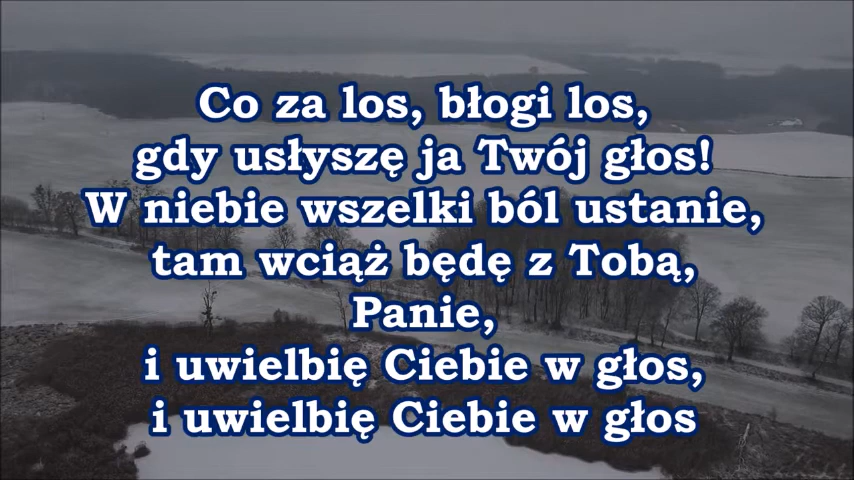 Co za los, błogi los,
gdy usłyszę ja Twój głos!
W niebie wszelki ból ustanie,
tam wciąż będę z Tobą,
Panie,
i uwielbię Ciebie w głos,
i uwielbię Ciebie w głos